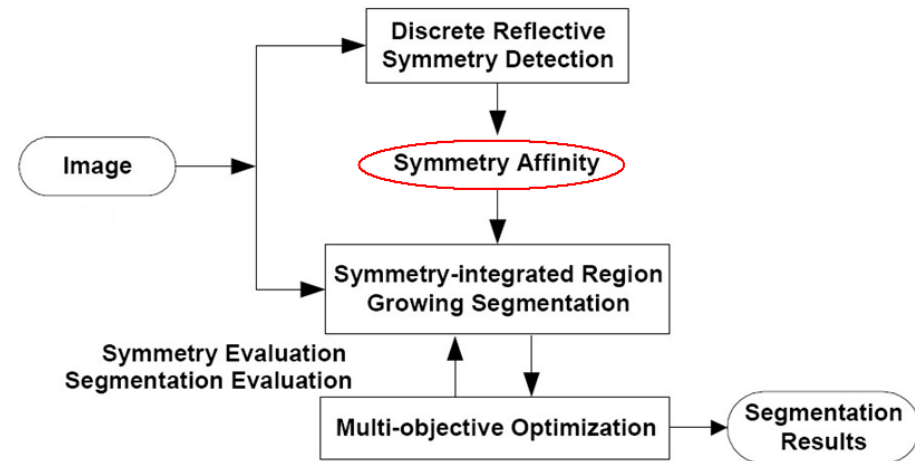 Discrete Reflective
Symmetry Detection
Image
Symmetry Affinity
Symmetry-integrated Region
Growing Segmentation
Symmetry Evaluation
Segmentation Evaluation
Multi-objective Optimization
Segmentation
Results